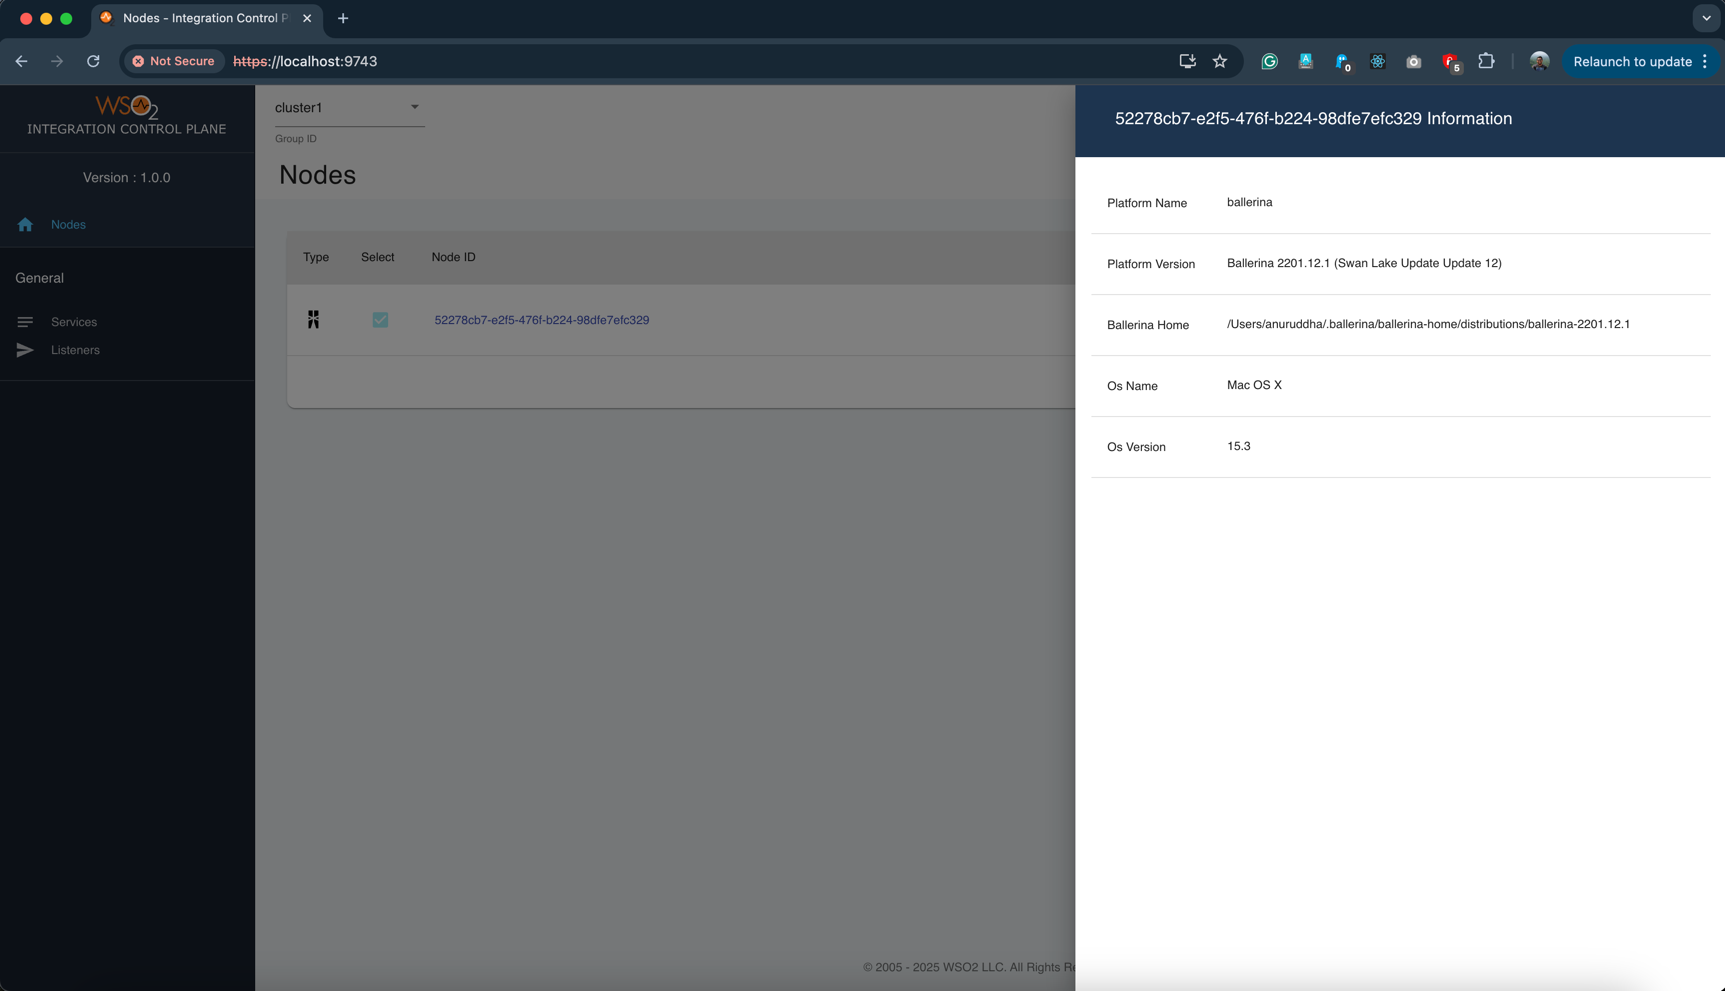 Nodes - Integration Control P
Not Secure
https://localhost:9743
0
5
Relaunch to update
WSO2
INTEGRATION CONTROL PLANE
Version : 1.0.0
Nodes
General
Services
Listeners
cluster1
Group ID
Nodes
Type Select Node ID
52278cb7-e2f5-476f-b224-98dfe7efc329
© 2005 - 2025 WSO2 LLC. All Rights Re
52278cb7-e2f5-476f-b224-98dfe7efc329 Information
Platform Name ballerina
Platform Version Ballerina 2201.12.1 (Swan Lake Update Update 12)
Ballerina Home /Users/anuruddha/.ballerina/ballerina-home/distributions/ballerina-2201.12.1
Os Name Mac OS X
Os Version 15.3